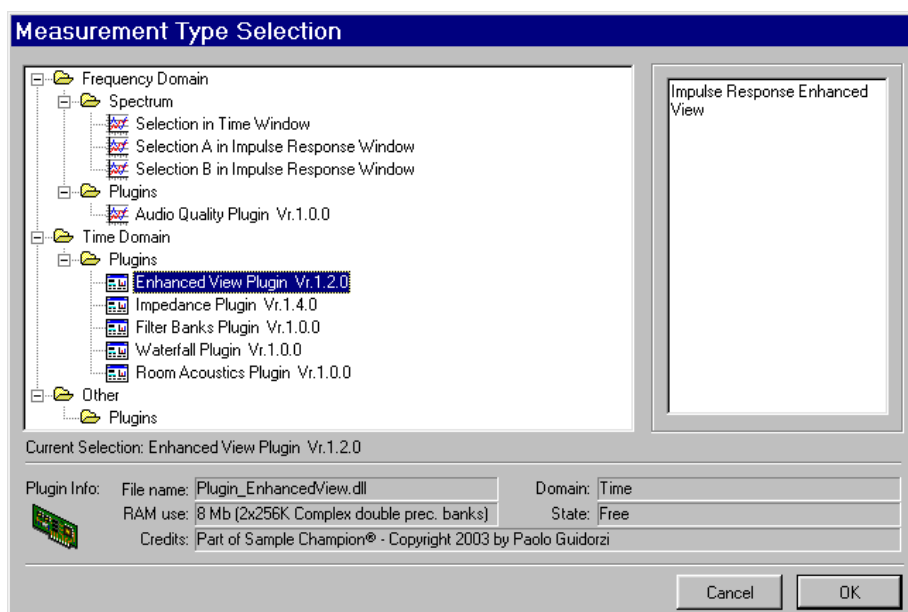 Measurement Type Selection
Frequency Domain
Spectrum
Selection in Time Window
Selection A in Impulse Response Window
Selection B in Impulse Response Window
Plugins
Audio Quality Plugin Vr.1.0.0
Time Domain
Plugins
Enhanced View Plugin Vr.1.2.0
Impedance Plugin Vr.1.4.0
Filter Banks Plugin Vr.1.0.0
Waterfall Plugin Vr.1.0.0
Room Acoustics Plugin Vr.1.0.0
Other
Plugins
Impulse Response Enhanced
View
Current Selection: Enhanced View Plugin Vr.1.2.0
Plugin Info: File name: Plugin_EnhancedView.dll Domain: Time
RAM use: 8 Mb (2x256K Complex double prec. banks) State: Free
Credits: Part of Sample Champion® - Copyright 2003 by Paolo Guidorzi
Cancel OK